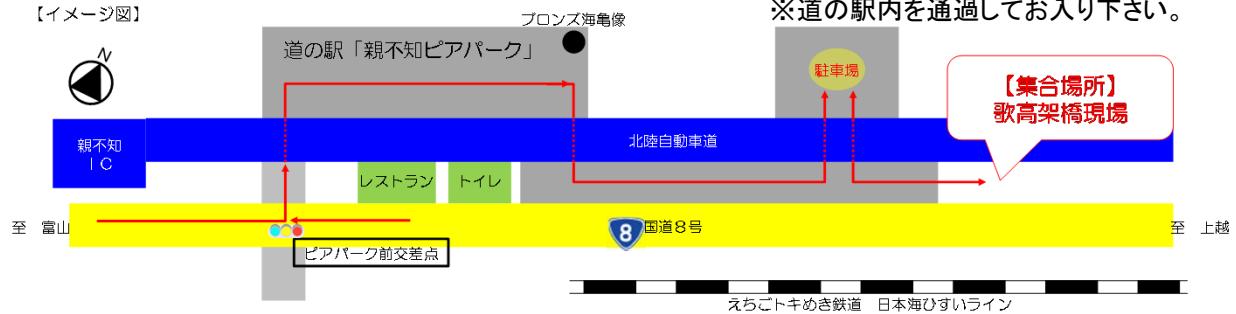 【イメージ図】
ブロンズ海亀像
※道の駅内を通過してお入り下さい。
N
道の駅「親不知ピアパーク」
駐車場
【集合場所】
歌高架橋現場
親不知
IC
北陸自動車道
レストラン
トイレ
至 富山
8
国道8号
至 上越
ピアパーク前交差点
えちごトキめき鉄道 日本海ひすいライン